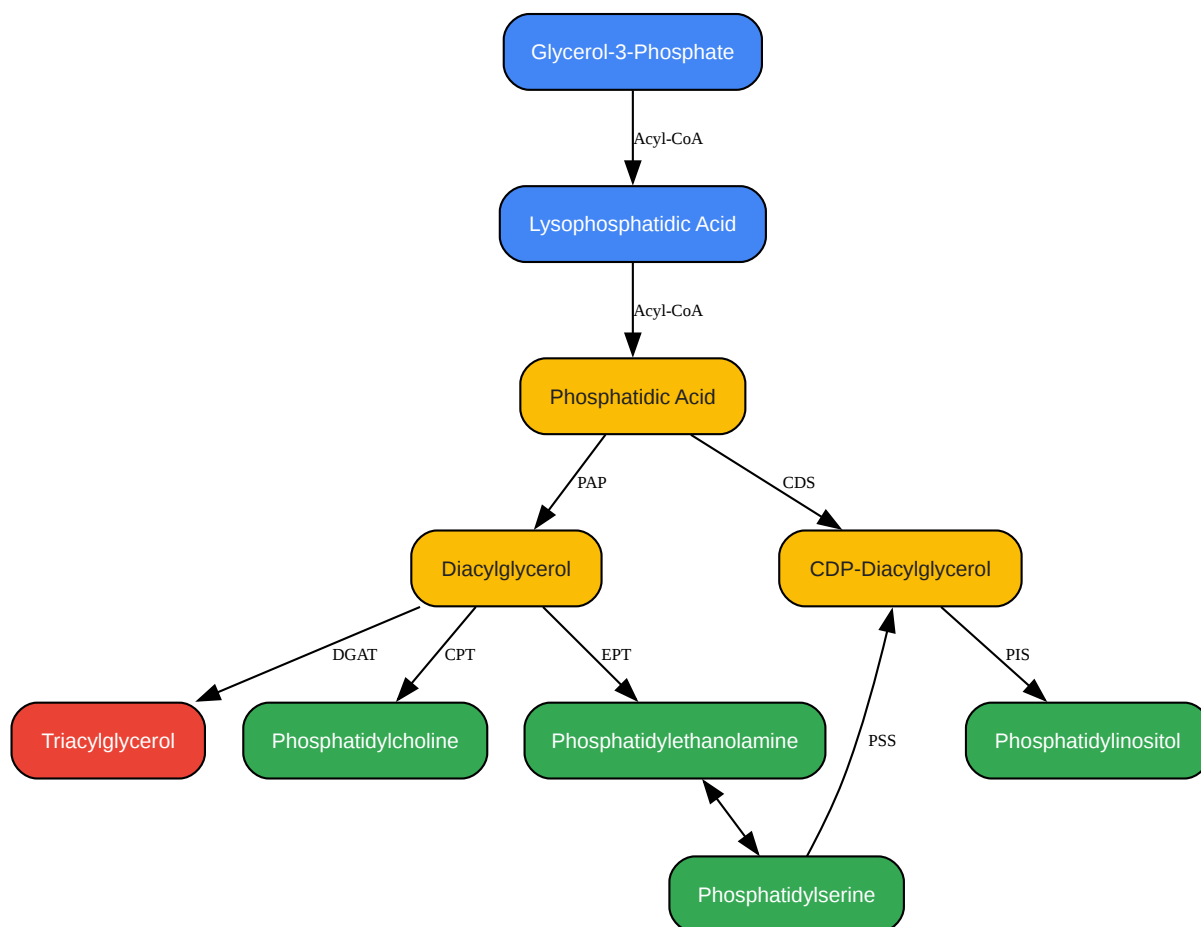 Glycerol-3-Phosphate
Acyl-CoA
Lysophosphatidic Acid
Acyl-CoA
Phosphatidic Acid
PAP
CDS
Diacylglycerol
CDP-Diacylglycerol
DGAT
CPT
EPT
PIS
Triacylglycerol
Phosphatidylcholine
Phosphatidylethanolamine
PSS
Phosphatidylinositol
Phosphatidylserine